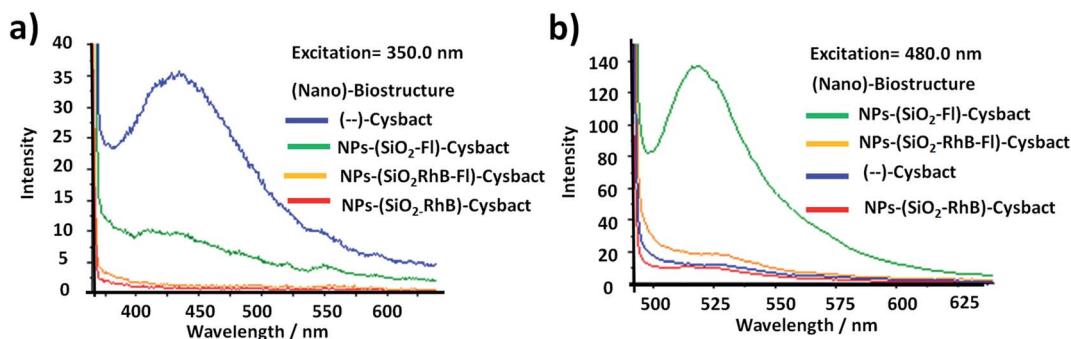 a)
Excitation= 350.0 nm
(Nano)-Biostructure
(--)-Cysbact
NPs-(SiO₂-Fl)-Cysbact
NPs-(SiO₂RhB-Fl)-Cysbact
NPs-(SiO₂-RhB)-Cysbact
Intensity
40
35
30
25
20
15
10
5
0
400 450 500 550 600
Wavelength / nm
b)
Excitation= 480.0 nm
(Nano)-Biostructure
NPs-(SiO₂-Fl)-Cysbact
NPs-(SiO₂-RhB-Fl)-Cysbact
(--)-Cysbact
NPs-(SiO₂-RhB)-Cysbact
Intensity
140
120
100
80
60
40
20
0
500 525 550 575 600 625
Wavelength / nm